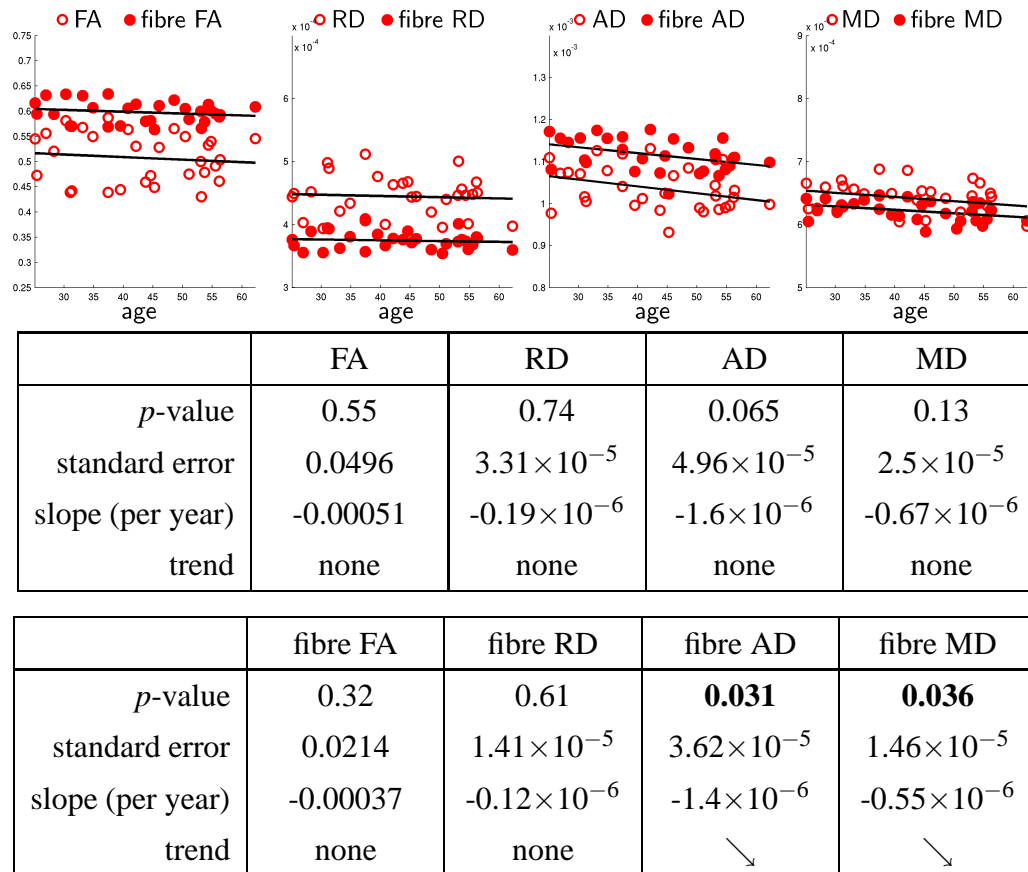 FA fibre FA
0.75
0.7
0.65
0.6
0.55
0.5
0.45
0.4
0.35
0.3
0.25
30 35 40 45 50 55 60
age
RD fibre RD
x 10⁻⁴
6
5
4
3
30 35 40 45 50 55 60
age
AD fibre AD
x 10⁻³
x 10⁻³
1.3
1.2
1.1
1.0
0.9
0.8
30 35 40 45 50 55 60
age
MD fibre MD
x 10⁻⁴
9
8
7
6
5
30 35 40 45 50 55 60
age
FA RD AD MD
p-value 0.55 0.74 0.065 0.13
standard error 0.0496 3.31×10⁻⁵ 4.96×10⁻⁵ 2.5×10⁻⁵
slope (per year) -0.00051 -0.19×10⁻⁶ -1.6×10⁻⁶ -0.67×10⁻⁶
trend none none none none
fibre FA fibre RD fibre AD fibre MD
p-value 0.32 0.61 0.031 0.036
standard error 0.0214 1.41×10⁻⁵ 3.62×10⁻⁵ 1.46×10⁻⁵
slope (per year) -0.00037 -0.12×10⁻⁶ -1.4×10⁻⁶ -0.55×10⁻⁶
trend none none ↘ ↘